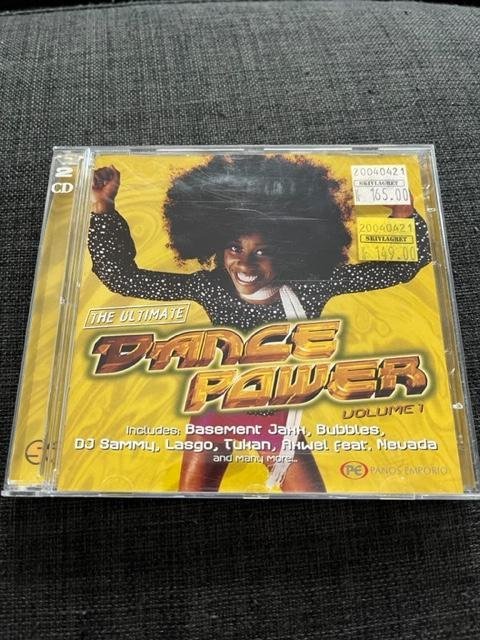 2
CD
20040421
SKIVLAGRET
165.00
20040421
SKIVLAGRET
149.00
THE ULTIMATE
DANCE
POWER
VOLUME 1
Includes: Basement Jaxx, Bubbles,
DJ Sammy, Lasgo, Tukan, Axwel Feat. Nevada
and many more...
PE PANOS EMPORIO